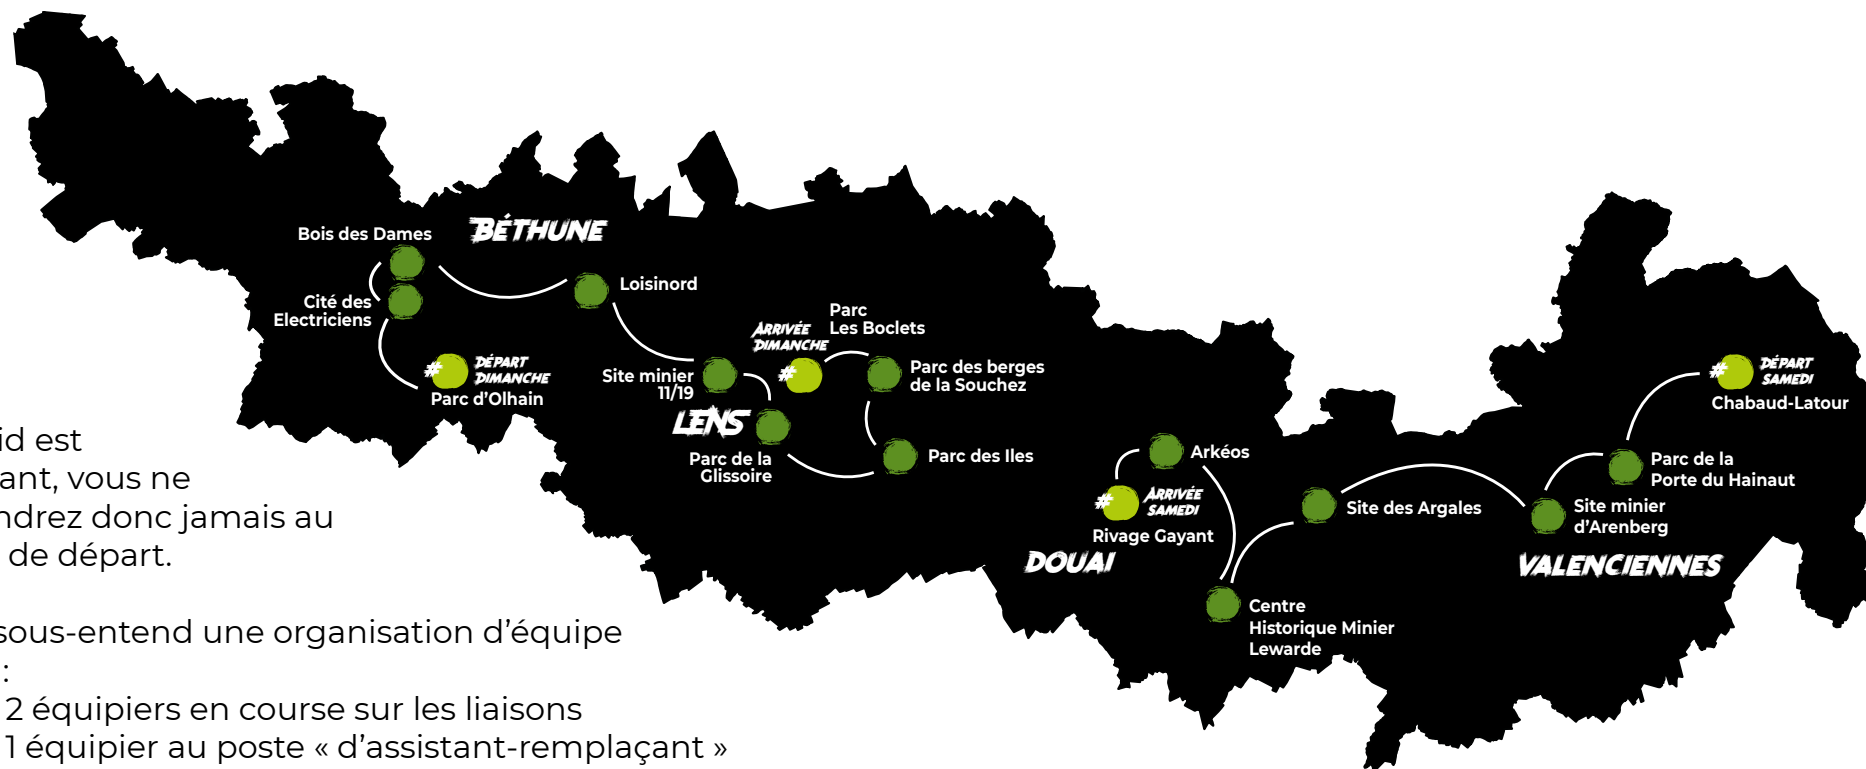 Bois des Dames
BÉTHUNE
Cité des
Electriciens
Loisinord
# DÉPART
DIMANCHE
Parc d’Olhain
Site minier
11/19
LENS
Parc de la
Glissoire
ARRIVÉE
DIMANCHE
#
Parc
Les Boclets
Parc des berges
de la Souchez
Parc des Iles
Arkéos
# ARRIVÉE
SAMEDI
Rivage Gayant
DOUAI
Centre
Historique Minier
Lewarde
Site des Argales
Site minier
d’Arenberg
VALENCIENNES
Parc de la
Porte du Hainaut
# DÉPART
SAMEDI
Chabaud-Latour
id est
ant, vous ne
ndrez donc jamais au
de départ.
sous-entend une organisation d’équipe
:
2 équipiers en course sur les liaisons
1 équipier au poste « d’assistant-remplaçant »